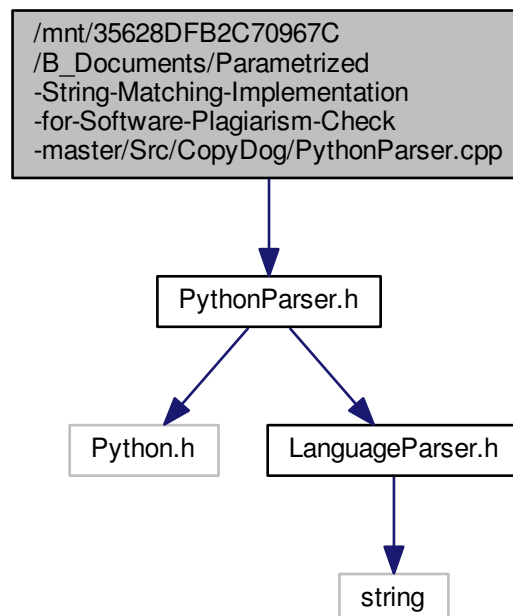 /mnt/35628DFB2C70967C
/B_Documents/Parametrized
-String-Matching-Implementation
-for-Software-Plagiarism-Check
-master/Src/CopyDog/PythonParser.cpp
PythonParser.h
Python.h
LanguageParser.h
string